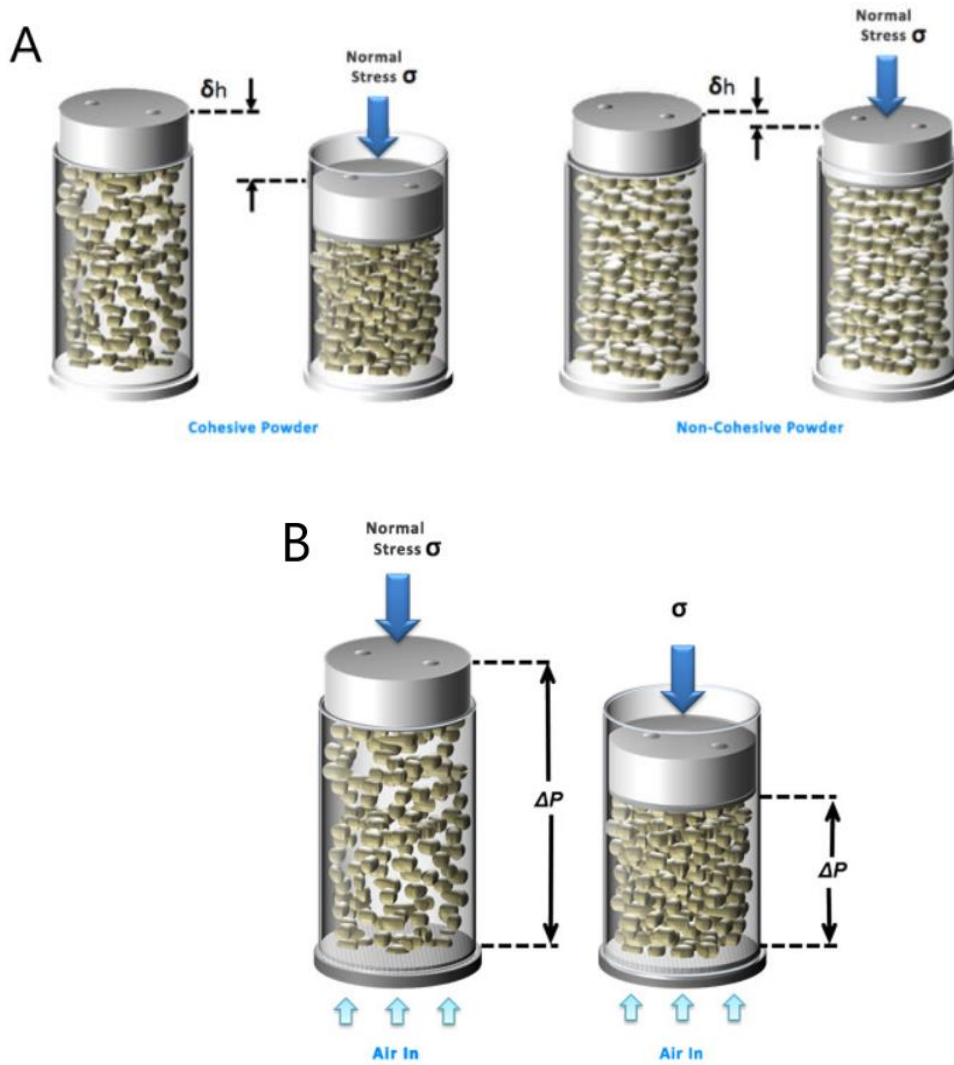 A
Normal
Stress σ
δh
Normal
Stress σ
δh
Cohesive Powder
Non-Cohesive Powder
B
Normal
Stress σ
σ
ΔP
ΔP
Air In
Air In